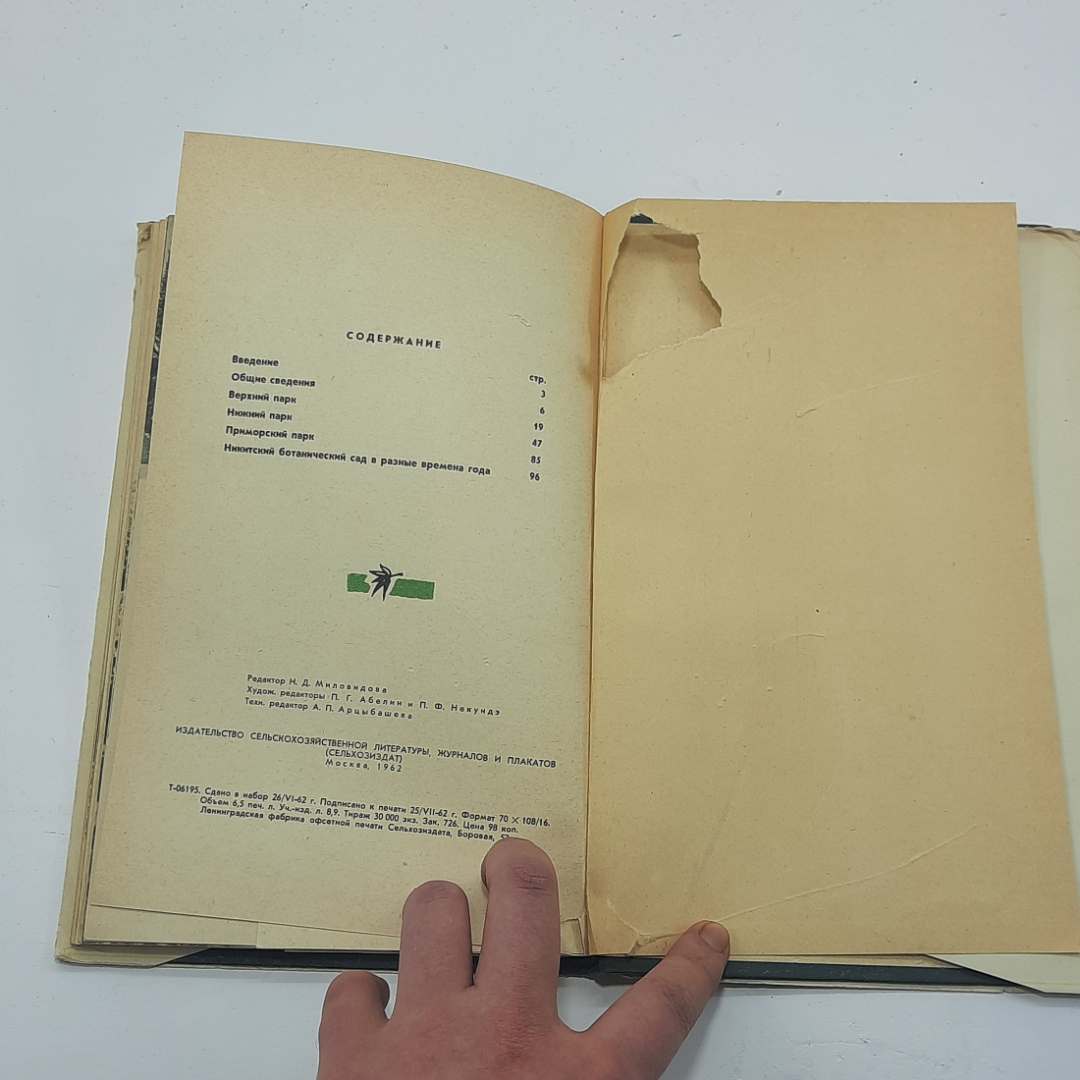 СОДЕРЖАНИЕ
стр.
Введение 3
Общие сведения 6
Верхний парк 19
Нижний парк 47
Приморский парк 85
Никитский ботанический сад в разные времена года 96
Редактор Н. Д. Миловидова
Худож. редакторы П. Г. Абелин и П. Ф. Некундэ
Техн. редактор А. П. Арцыбашева
ИЗДАТЕЛЬСТВО СЕЛЬСКОХОЗЯЙСТВЕННОЙ ЛИТЕРАТУРЫ, ЖУРНАЛОВ И ПЛАКАТОВ
(СЕЛЬХОЗИЗДАТ)
Москва, 1962
Т-06195. Сдано в набор 26/VI-62 г. Подписано к печати 25/VII-62 г. Формат 70 × 108/16.
Объем 6,5 печ. л. Уч.-изд. л. 8,9. Тираж 30 000 экз. Зак. 726. Цена 98 коп.
Ленинградская фабрика офсетной печати Сельхозиздата, Боровая,